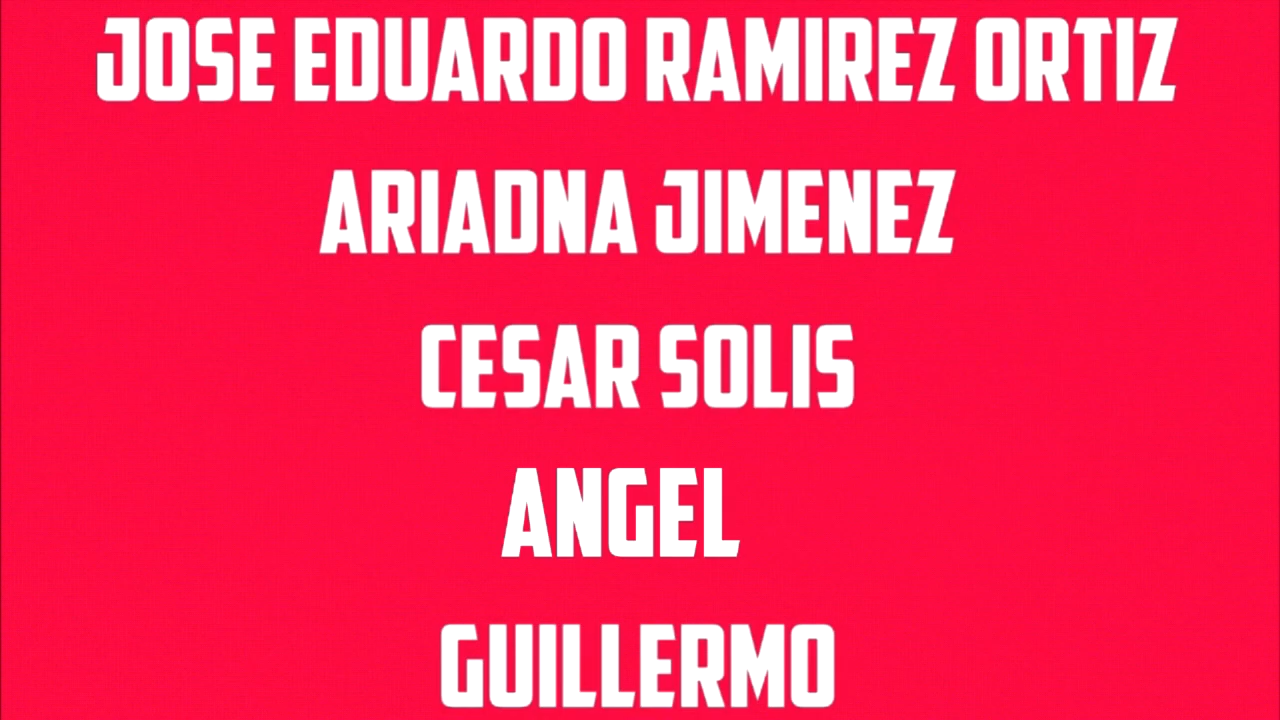 JOSE EDUARDO RAMIREZ ORTIZ
ARIADNA JIMENEZ
CESAR SOLIS
ANGEL
GUILLERMO